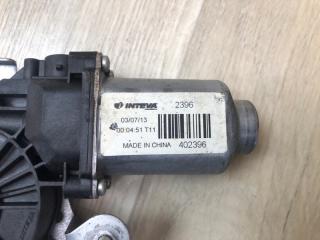 INTEVA 2396
03/07/13
00:04:51 T11
MADE IN CHINA 402396